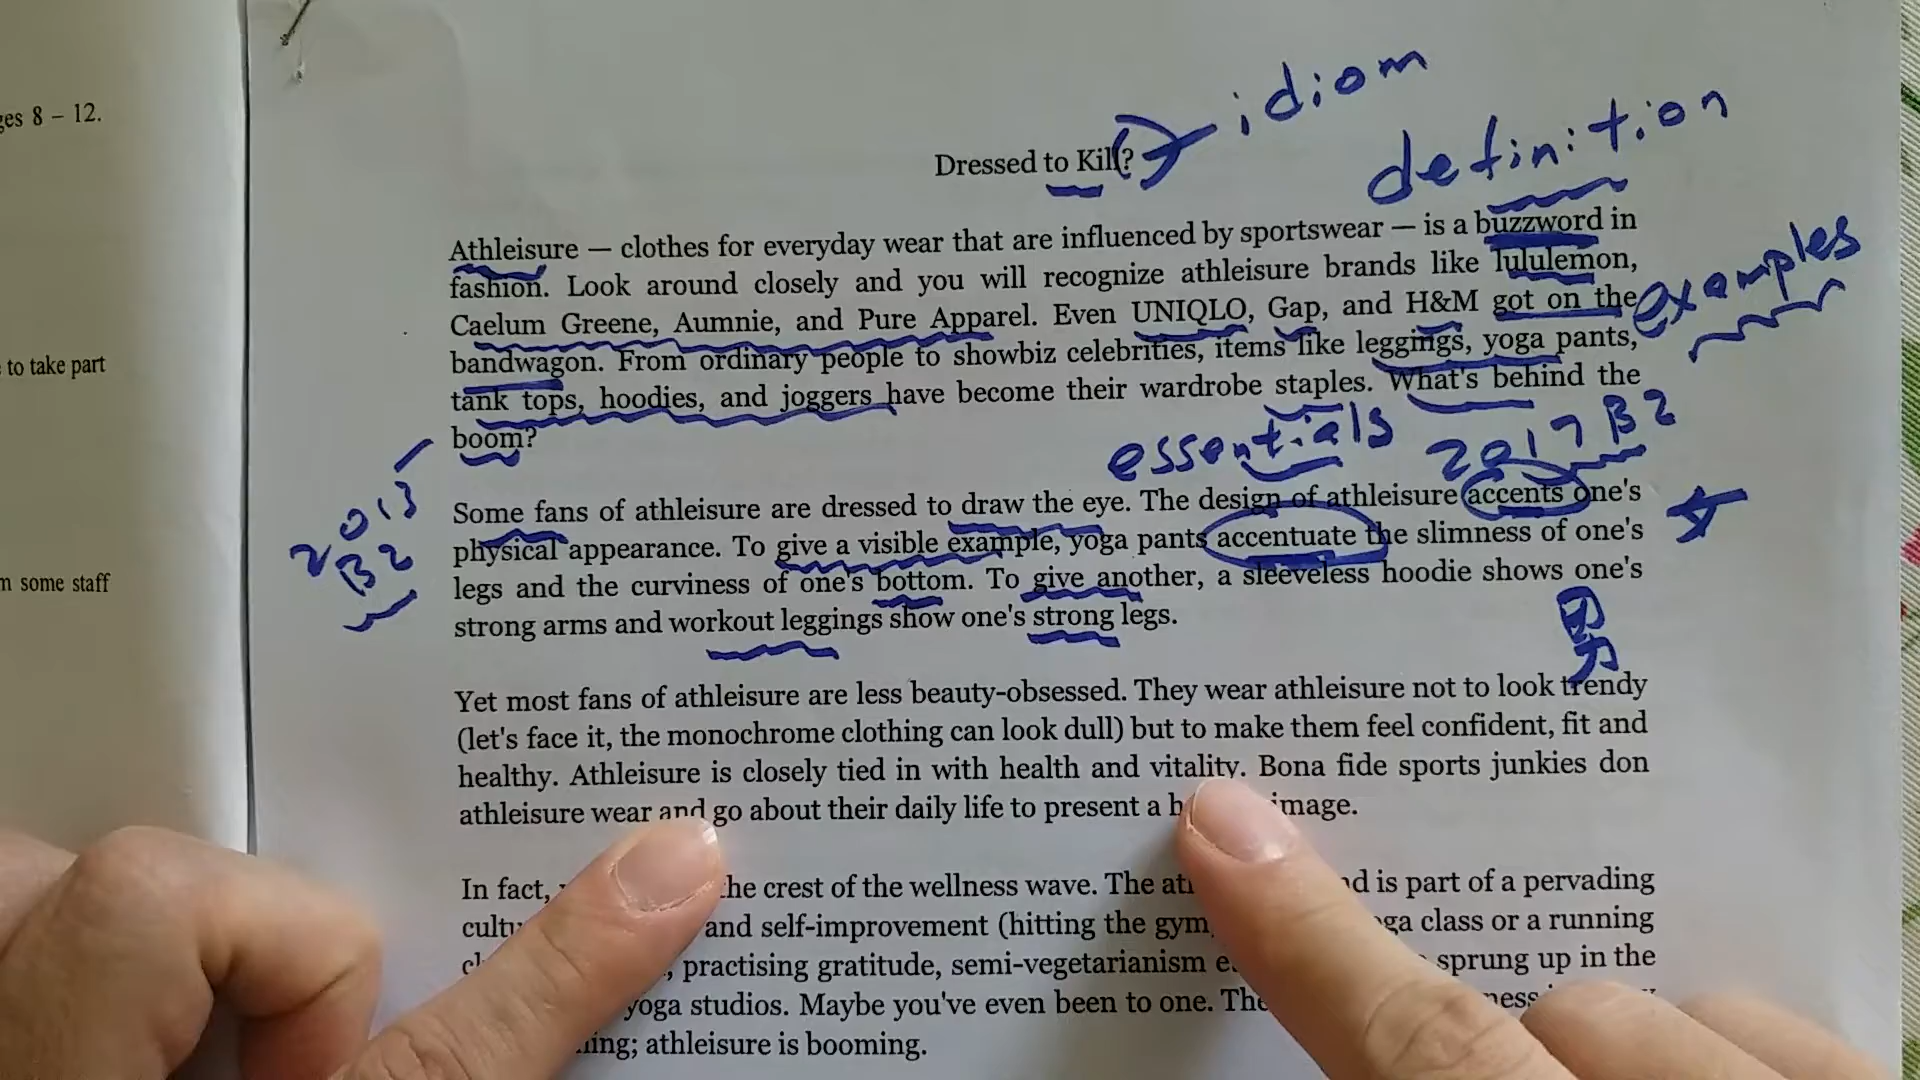 ges 8 – 12.
to take part
m some staff
idiom
definition
Dressed to Kill?
Athleisure — clothes for everyday wear that are influenced by sportswear — is a buzzword in
fashion. Look around closely and you will recognize athleisure brands like lululemon,
Caelum Greene, Aumnie, and Pure Apparel. Even UNIQLO, Gap, and H&M got on the
examples
bandwagon. From ordinary people to showbiz celebrities, items like leggings, yoga pants,
tank tops, hoodies, and joggers have become their wardrobe staples. What's behind the
boom?
essentials
2017 B2
2013
B2
Some fans of athleisure are dressed to draw the eye. The design of athleisure accents one's
physical appearance. To give a visible example, yoga pants accentuate the slimness of one's
legs and the curviness of one's bottom. To give another, a sleeveless hoodie shows one's
strong arms and workout leggings show one's strong legs.
男
Yet most fans of athleisure are less beauty-obsessed. They wear athleisure not to look trendy
(let's face it, the monochrome clothing can look dull) but to make them feel confident, fit and
healthy. Athleisure is closely tied in with health and vitality. Bona fide sports junkies don
athleisure wear and go about their daily life to present a image.
In fact, the crest of the wellness wave. The is part of a pervading
and self-improvement (hitting the gym, class or a running
practising gratitude, semi-vegetarianism sprung up in the
yoga studios. Maybe you've even been to one. The
athleisure is booming.